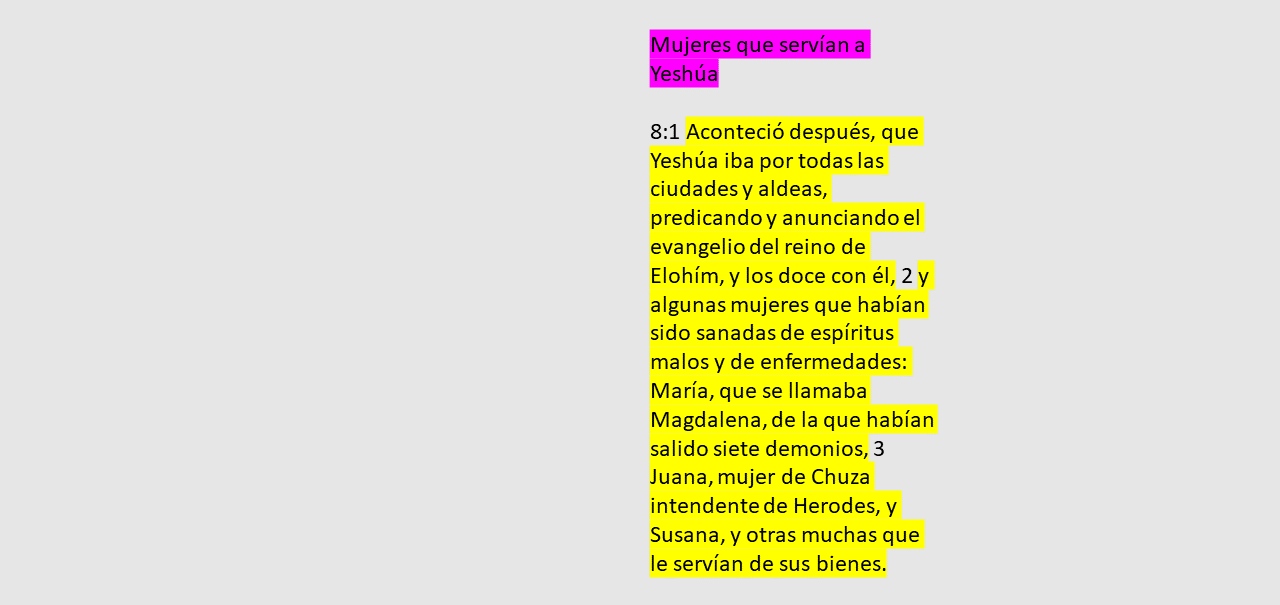 Mujeres que servían a
Yeshúa
8:1 Aconteció después, que
Yeshúa iba por todas las
ciudades y aldeas,
predicando y anunciando el
evangelio del reino de
Elohím, y los doce con él, 2 y
algunas mujeres que habían
sido sanadas de espíritus
malos y de enfermedades:
María, que se llamaba
Magdalena, de la que habían
salido siete demonios, 3
Juana, mujer de Chuza
intendente de Herodes, y
Susana, y otras muchas que
le servían de sus bienes.